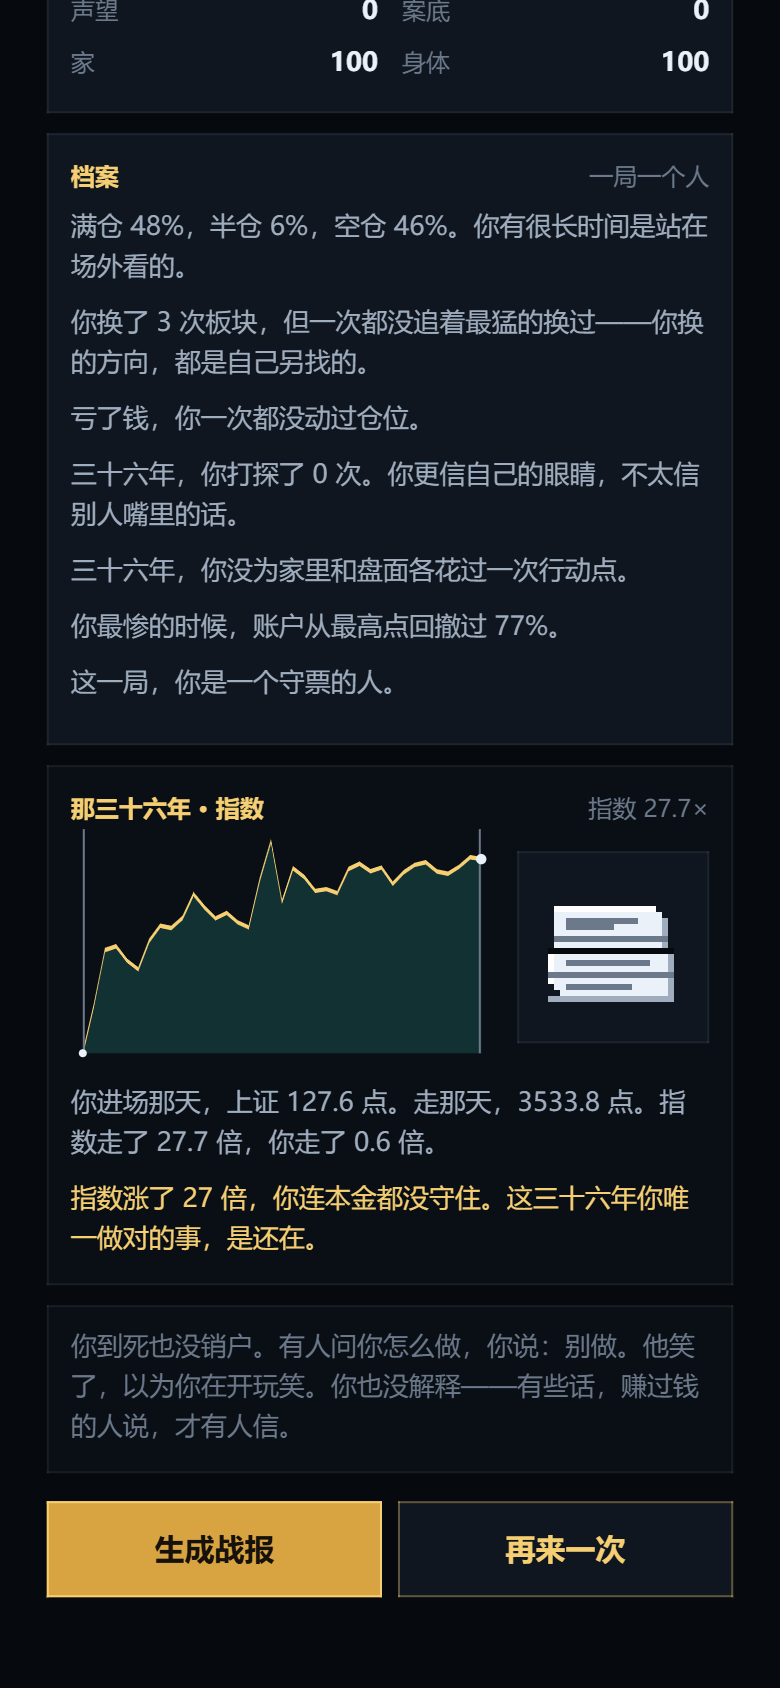 声望 0 案底 0
家 100 身体 100
档案 一局一个人
满仓 48%，半仓 6%，空仓 46%。你有很长时间是站在
场外看的。
你换了 3 次板块，但一次都没追着最猛的换过——你换
的方向，都是自己另找的。
亏了钱，你一次都没动过仓位。
三十六年，你打探了 0 次。你更信自己的眼睛，不太信
别人嘴里的话。
三十六年，你没为家里和盘面各花过一次行动点。
你最惨的时候，账户从最高点回撤过 77%。
这一局，你是一个守票的人。
那三十六年·指数 指数 27.7×
你进场那天，上证 127.6 点。走那天，3533.8 点。指
数走了 27.7 倍，你走了 0.6 倍。
指数涨了 27 倍，你连本金都没守住。这三十六年你唯
一做对的事，是还在。
你到死也没销户。有人问你怎么做，你说：别做。他笑
了，以为你在开玩笑。你也没解释——有些话，赚过钱
的人说，才有人信。
生成战报 再来一次